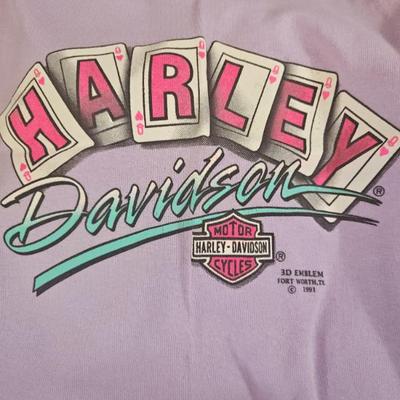 HARLEY
Davidson ®
MOTOR
HARLEY-DAVIDSON
CYCLES ®
3D EMBLEM
FORT WORTH, TX
© 1991